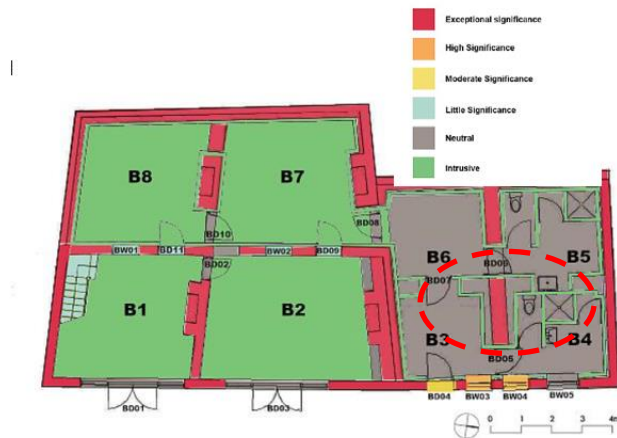 Exceptional significance
High Significance
Moderate Significance
Little Significance
Neutral
Intrusive
B8
B7
BD08
BD10
B6
B5
BW01
BD11
BW02
BD09
BD02
BD06
BD07
B1
B2
B3
B4
BD05
BD01
BD03
BD04
BW03
BW04
BW05
0 1 2 3 4m